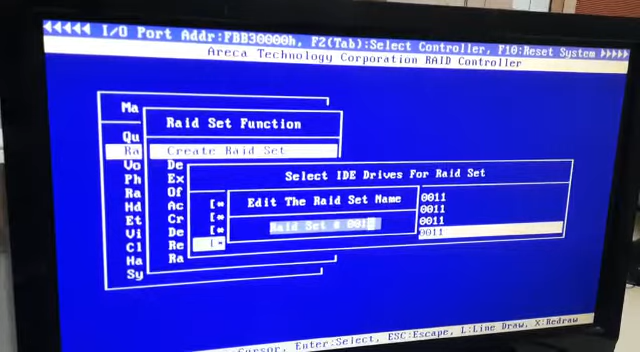 I/O Port Addr:FBB30000h, F2(Tab):Select Controller, F10:Reset System
Areca Technology Corporation RAID Controller
Ma
Raid Set Function
Qu
Ra Create Raid Set
Vo De
Select IDE Drives For Raid Set
Ph Ex
Ra Of
Edit The Raid Set Name
0011
Hd Ac [*
0011
Et Cr [*
0011
Vi De [*
Raid Set #
0011
Cl Re
Ha Ra
Sy
Cursor, Enter:Select, ESC:Escape, L:Line Draw, X:Redraw